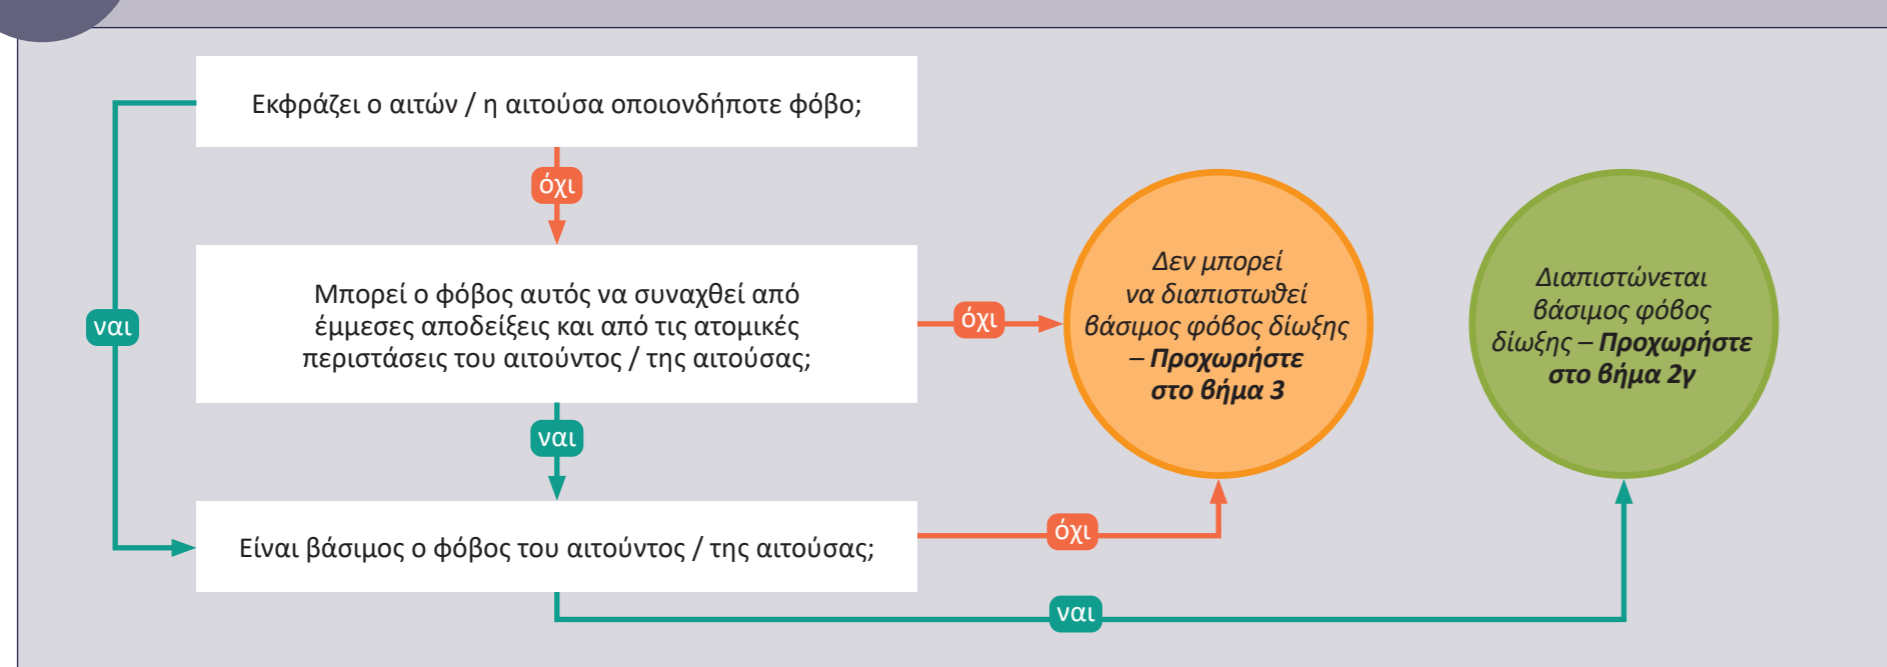 Εκφράζει ο αιτών / η αιτούσα οποιονδήποτε φόβο;
όχι
Μπορεί ο φόβος αυτός να συναχθεί από
έμμεσες αποδείξεις και από τις ατομικές
περιστάσεις του αιτούντος / της αιτούσας;
ναι
όχι
Δεν μπορεί
να διαπιστωθεί
βάσιμος φόβος δίωξης
– Προχωρήστε
στο βήμα 3
Διαπιστώνεται
βάσιμος φόβος
δίωξης – Προχωρήστε
στο βήμα 2γ
ναι
Είναι βάσιμος ο φόβος του αιτούντος / της αιτούσας;
όχι
ναι